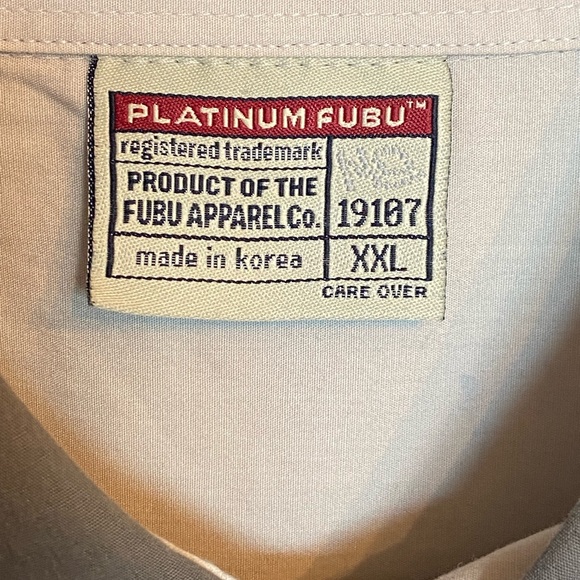 PLATINUM FUBU™
registered trademark
PRODUCT OF THE
FUBU APPAREL Co.
19107
made in korea
XXL
CARE OVER